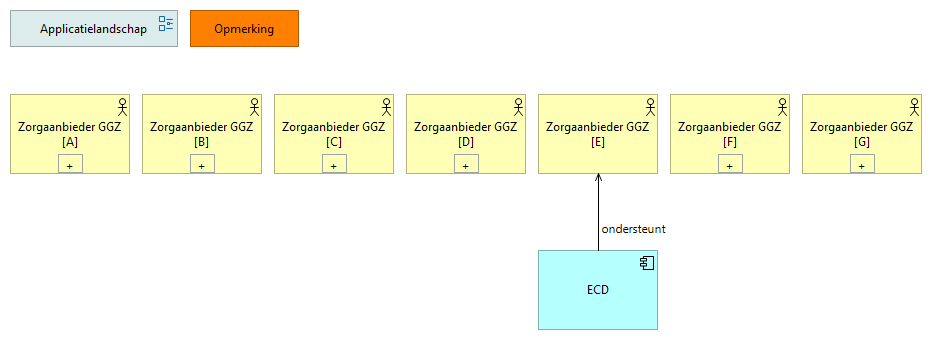 Applicatielandschap
Opmerking
Zorgaanbieder GGZ
[A]
+
Zorgaanbieder GGZ
[B]
+
Zorgaanbieder GGZ
[C]
+
Zorgaanbieder GGZ
[D]
+
Zorgaanbieder GGZ
[E]
Zorgaanbieder GGZ
[F]
+
Zorgaanbieder GGZ
[G]
+
ondersteunt
ECD